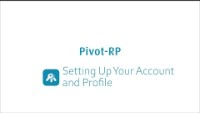 Pivot-RP
Setting Up Your Account
and Profile